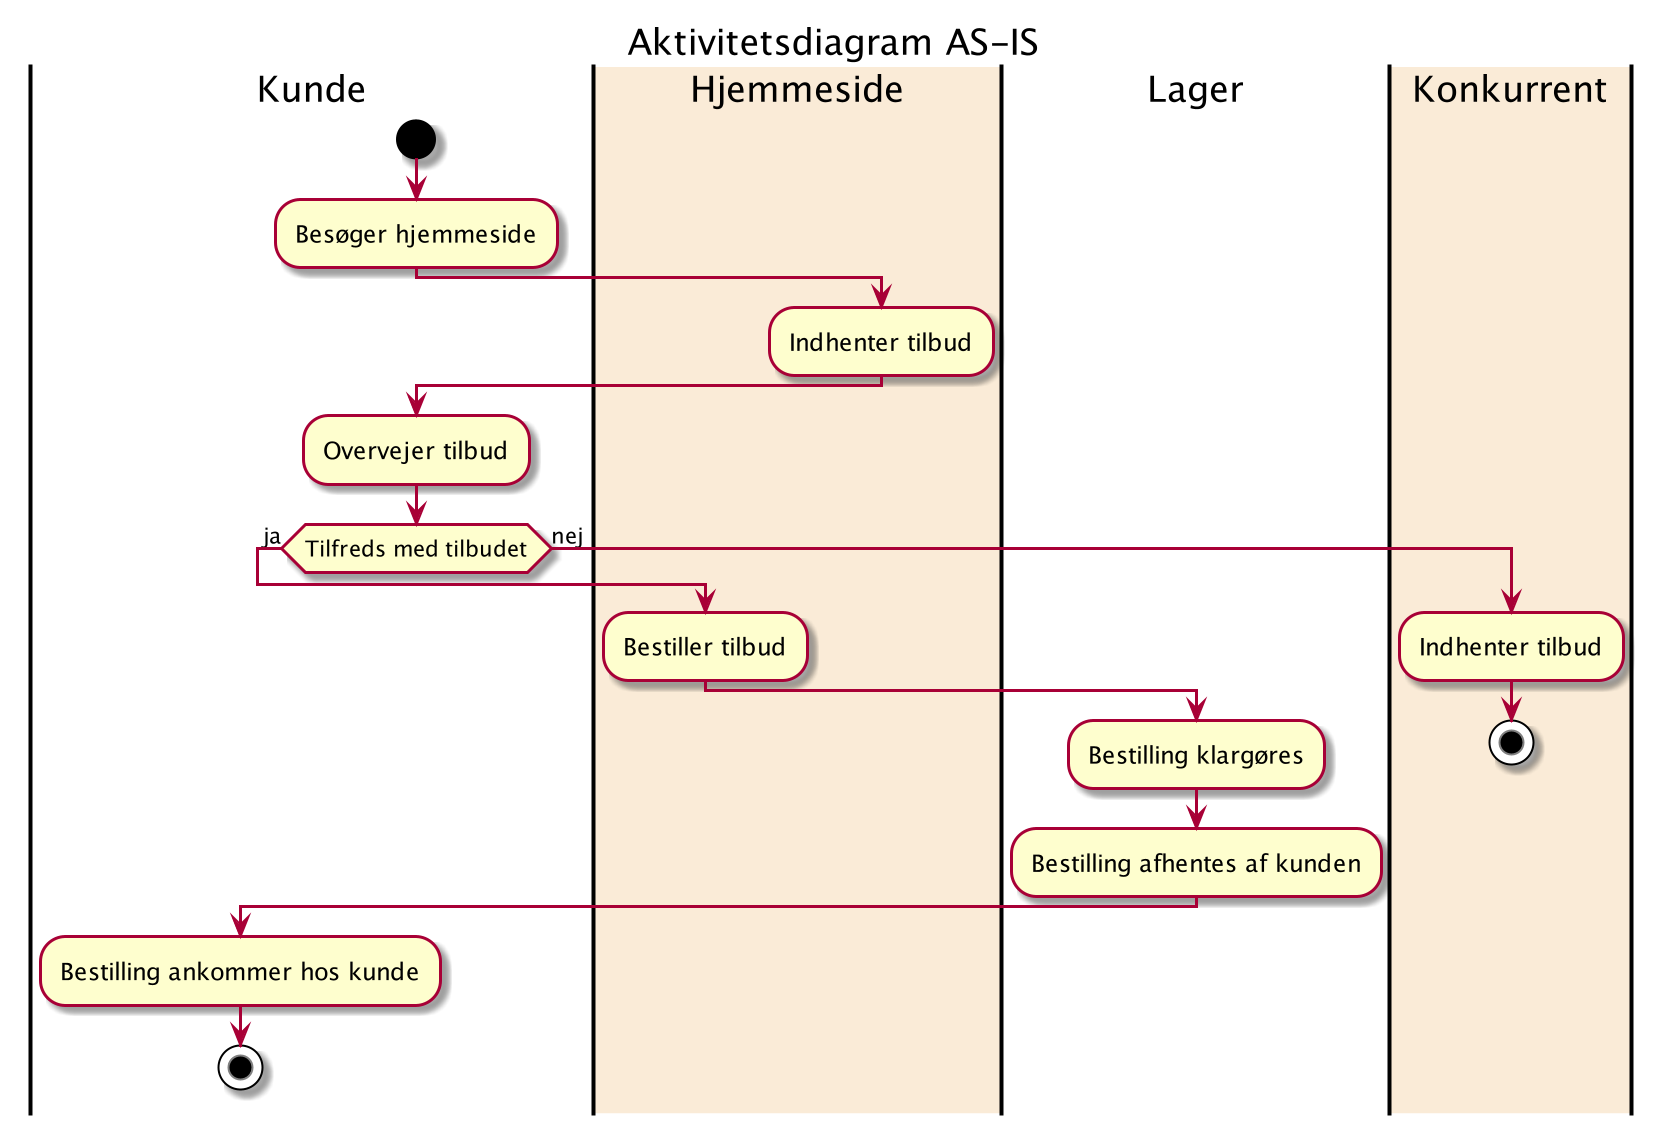 Aktivitetsdiagram AS-IS
Kunde
Hjemmeside
Lager
Konkurrent
Besøger hjemmeside
Indhenter tilbud
Overvejer tilbud
ja
Tilfreds med tilbudet
nej
Bestiller tilbud
Indhenter tilbud
Bestilling klargøres
Bestilling afhentes af kunden
Bestilling ankommer hos kunde